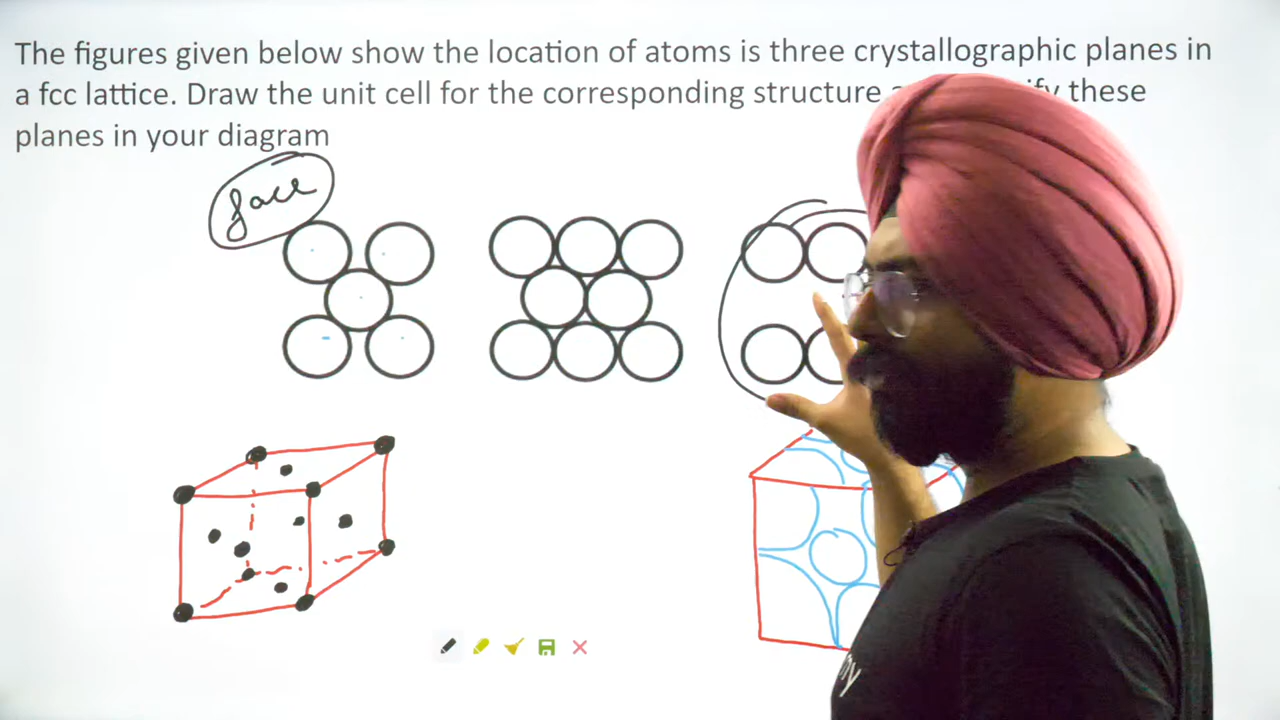 The figures given below show the location of atoms is three crystallographic planes in
a fcc lattice. Draw the unit cell for the corresponding structure these
planes in your diagram
face